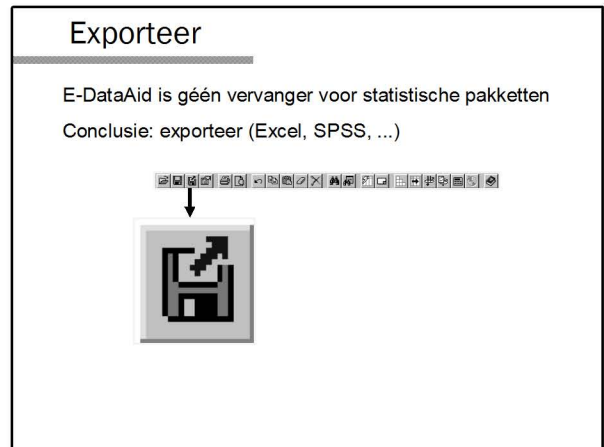 Exporteer
E-DataAid is géén vervanger voor statistische pakketten
Conclusie: exporteer (Excel, SPSS, ...)